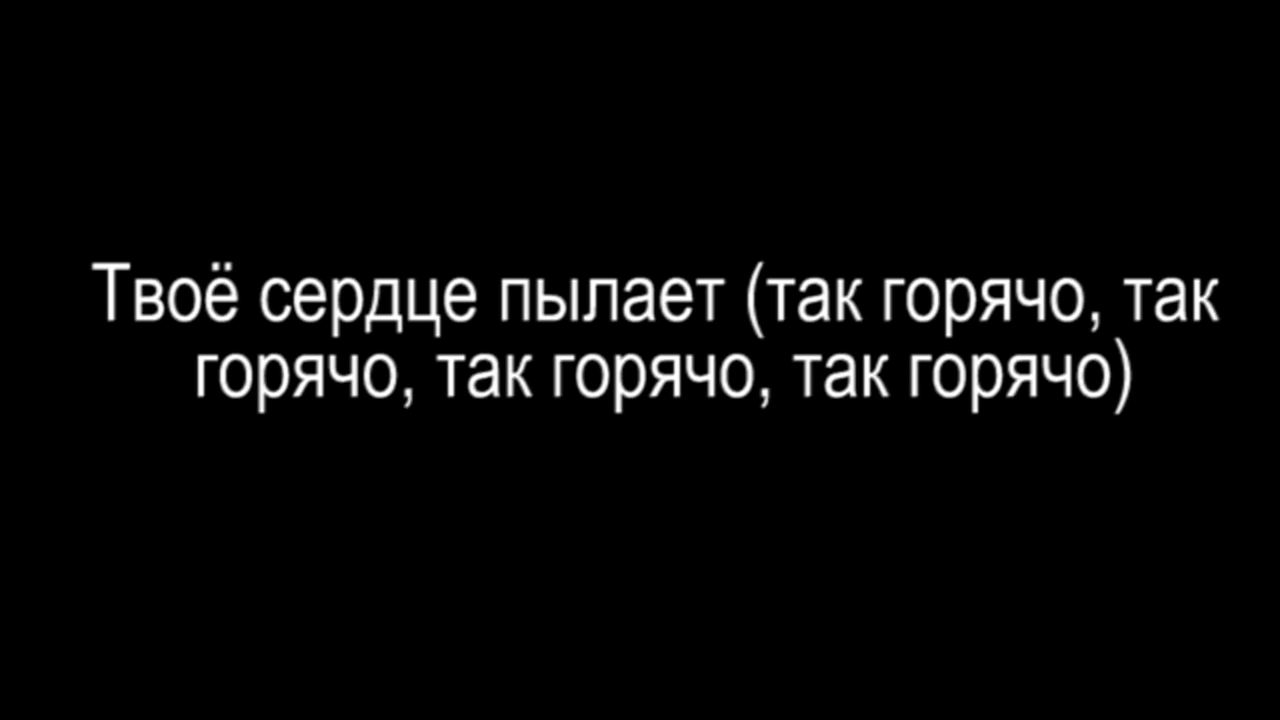 Твоё сердце пылает (так горячо, так
горячо, так горячо, так горячо)